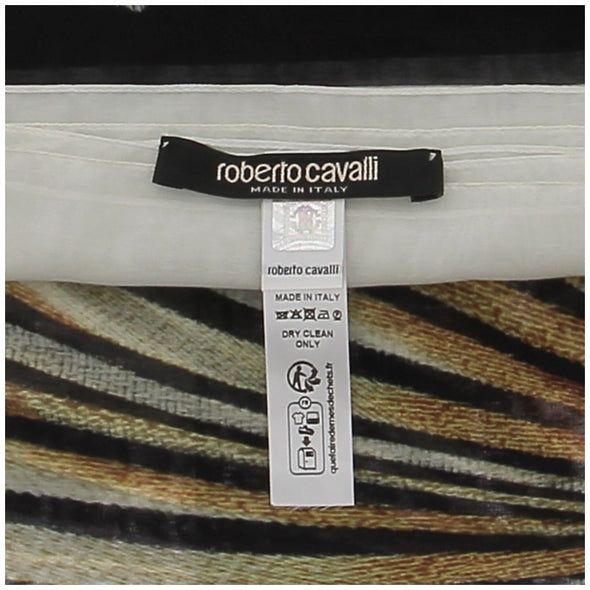 roberto cavalli
MADE IN ITALY
roberto cavalli
MADE IN ITALY
DRY CLEAN
ONLY
quefairedemesdechets.fr/